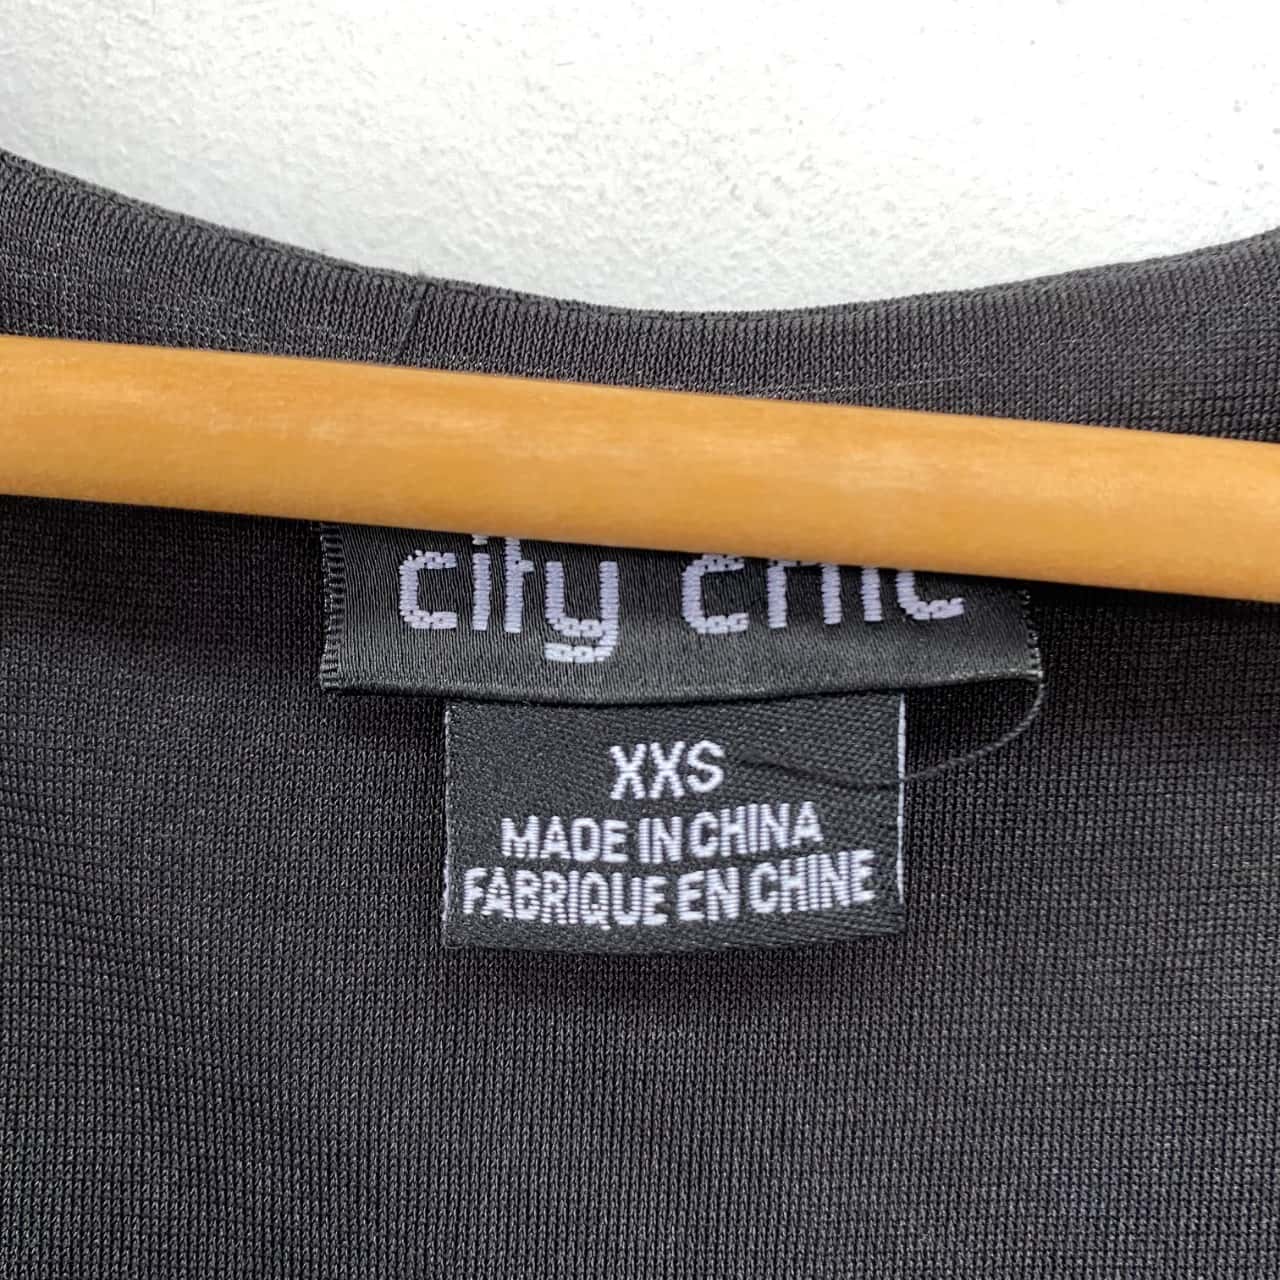 city chic
XXS
MADE IN CHINA
FABRIQUE EN CHINE